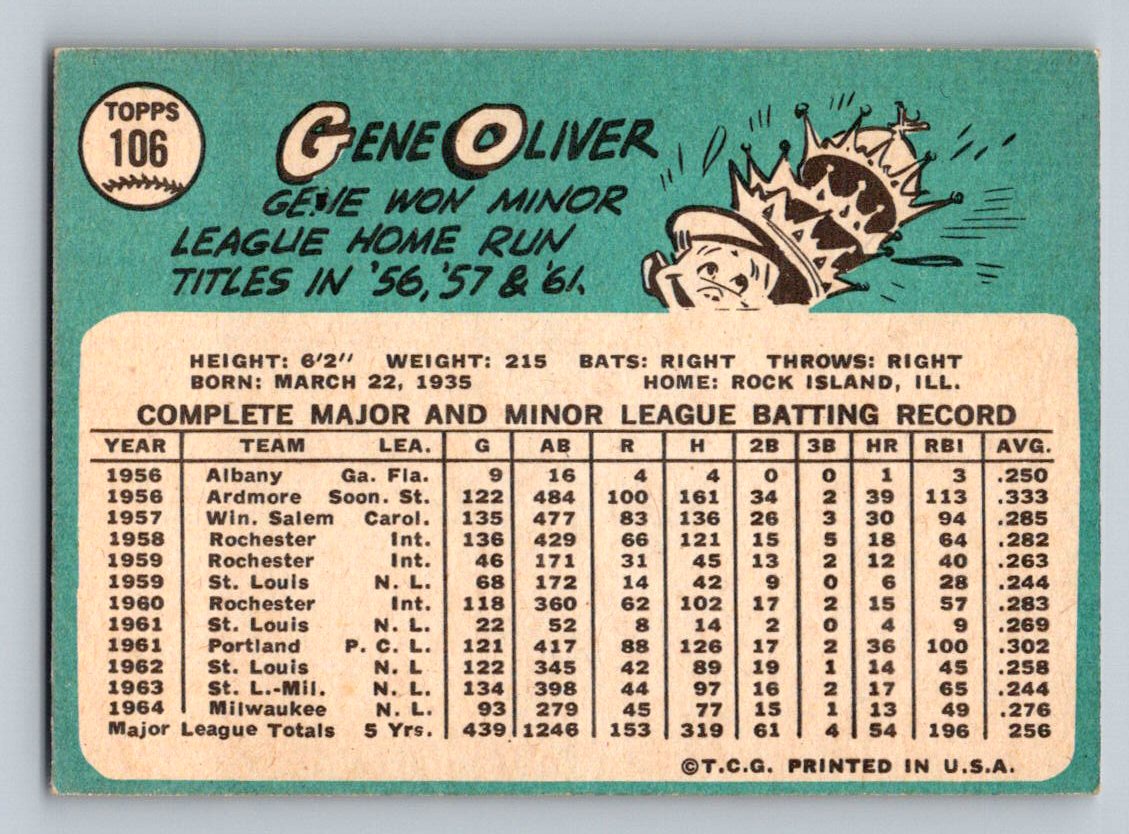 TOPPS
106
GENE OLIVER
GENE WON MINOR
LEAGUE HOME RUN
TITLES IN '56, '57 & '61.
HEIGHT: 6'2" WEIGHT: 215 BATS: RIGHT THROWS: RIGHT
BORN: MARCH 22, 1935 HOME: ROCK ISLAND, ILL.
COMPLETE MAJOR AND MINOR LEAGUE BATTING RECORD
YEAR TEAM LEA. G AB R H 2B 3B HR RBI AVG.
1956 Albany Ga. Fla. 9 16 4 4 0 0 1 3 .250
1956 Ardmore Soon. St. 122 484 100 161 34 2 39 113 .333
1957 Win. Salem Carol. 135 477 83 136 26 3 30 94 .285
1958 Rochester Int. 136 429 66 121 15 5 18 64 .282
1959 Rochester Int. 46 171 31 45 13 2 12 40 .263
1959 St. Louis N. L. 68 172 14 42 9 0 6 28 .244
1960 Rochester Int. 118 360 62 102 17 2 15 57 .283
1961 St. Louis N. L. 22 52 8 14 2 0 4 9 .269
1961 Portland P. C. L. 121 417 88 126 17 2 36 100 .302
1962 St. Louis N. L 122 345 42 89 19 1 14 45 .258
1963 St. L.-Mil. N. L. 134 398 44 97 16 2 17 65 .244
1964 Milwaukee N. L. 93 279 45 77 15 1 13 49 .276
Major League Totals 5 Yrs. 439 1246 153 319 61 4 54 196 256
©T.C.G. PRINTED IN U.S.A.